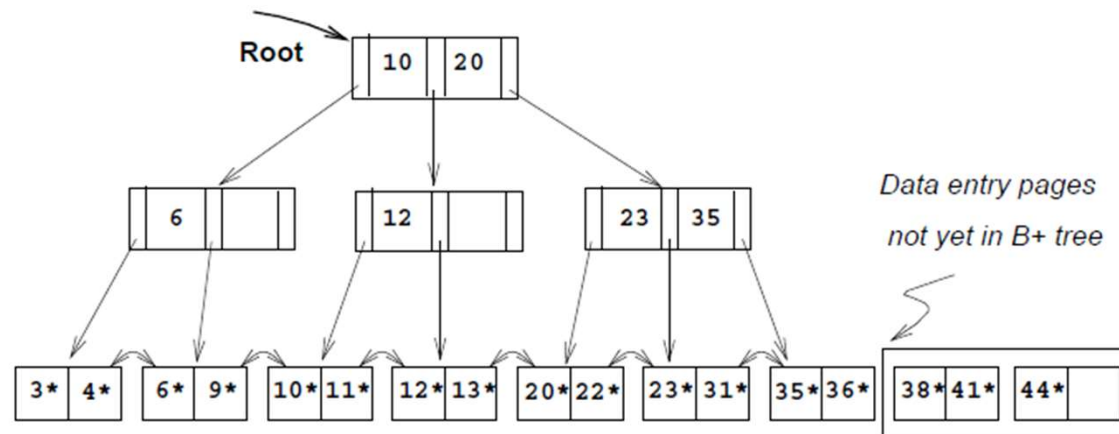 Root
10 20
6
12
23 35
Data entry pages
not yet in B+ tree
3* 4* 6* 9* 10* 11* 12* 13* 20* 22* 23* 31* 35* 36* 38* 41* 44*